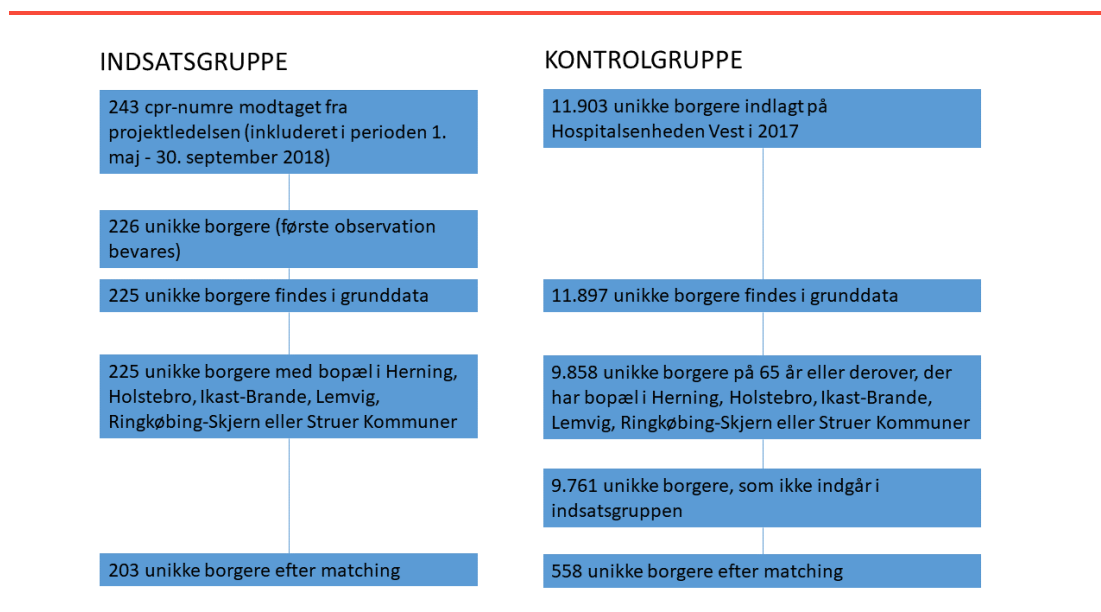 INDSATSGRUPPE
243 cpr-numre modtaget fra
projektledelsen (inkluderet i perioden 1.
maj - 30. september 2018)
226 unikke borgere (første observation
bevares)
225 unikke borgere findes i grunddata
225 unikke borgere med bopæl i Herning,
Holstebro, Ikast-Brande, Lemvig,
Ringkøbing-Skjern eller Struer Kommuner
203 unikke borgere efter matching
KONTROLGRUPPE
11.903 unikke borgere indlagt på
Hospitalsenheden Vest i 2017
11.897 unikke borgere findes i grunddata
9.858 unikke borgere på 65 år eller derover, der
har bopæl i Herning, Holstebro, Ikast-Brande,
Lemvig, Ringkøbing-Skjern eller Struer Kommuner
9.761 unikke borgere, som ikke indgår i
indsatsgruppen
558 unikke borgere efter matching